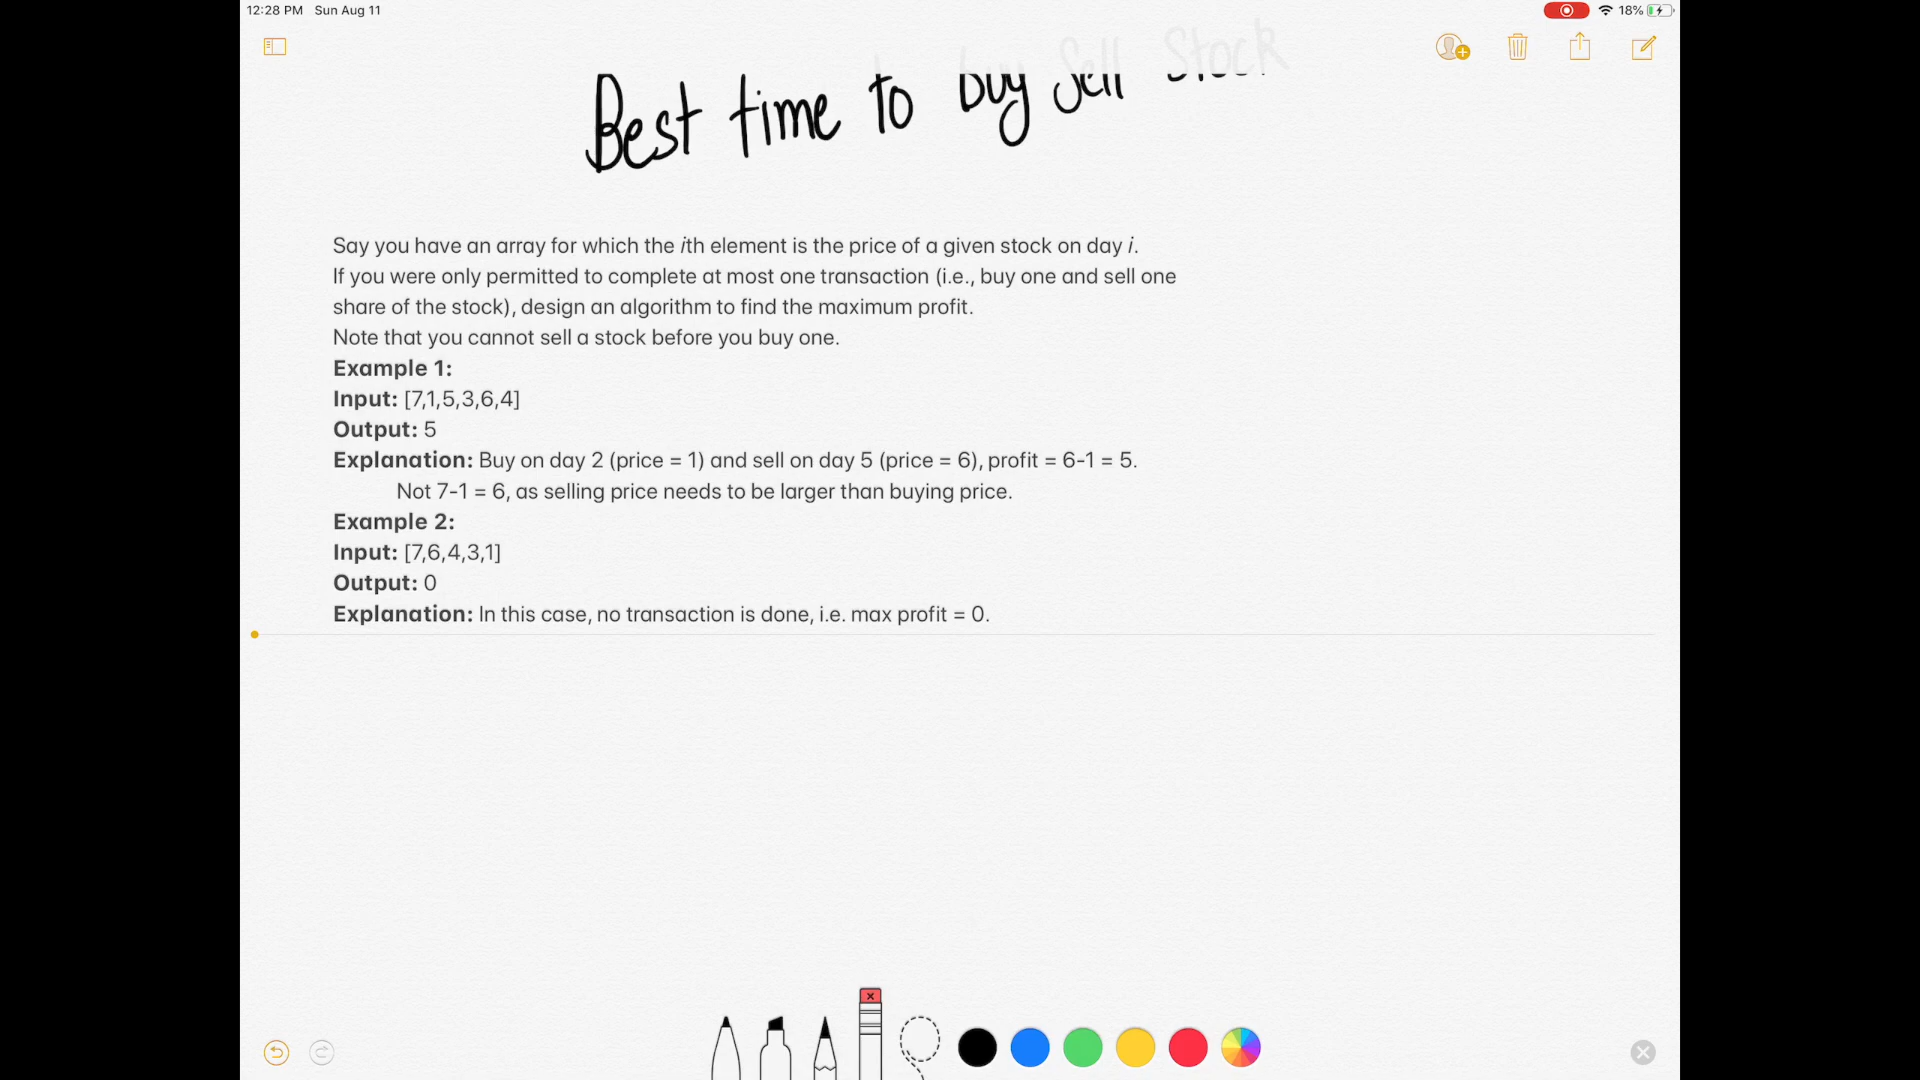 12:28 PM Sun Aug 11
18%
Best time to buy Sell Stock
Say you have an array for which the ith element is the price of a given stock on day i.
If you were only permitted to complete at most one transaction (i.e., buy one and sell one
share of the stock), design an algorithm to find the maximum profit.
Note that you cannot sell a stock before you buy one.
Example 1:
Input: [7,1,5,3,6,4]
Output: 5
Explanation: Buy on day 2 (price = 1) and sell on day 5 (price = 6), profit = 6-1 = 5.
Not 7-1 = 6, as selling price needs to be larger than buying price.
Example 2:
Input: [7,6,4,3,1]
Output: 0
Explanation: In this case, no transaction is done, i.e. max profit = 0.